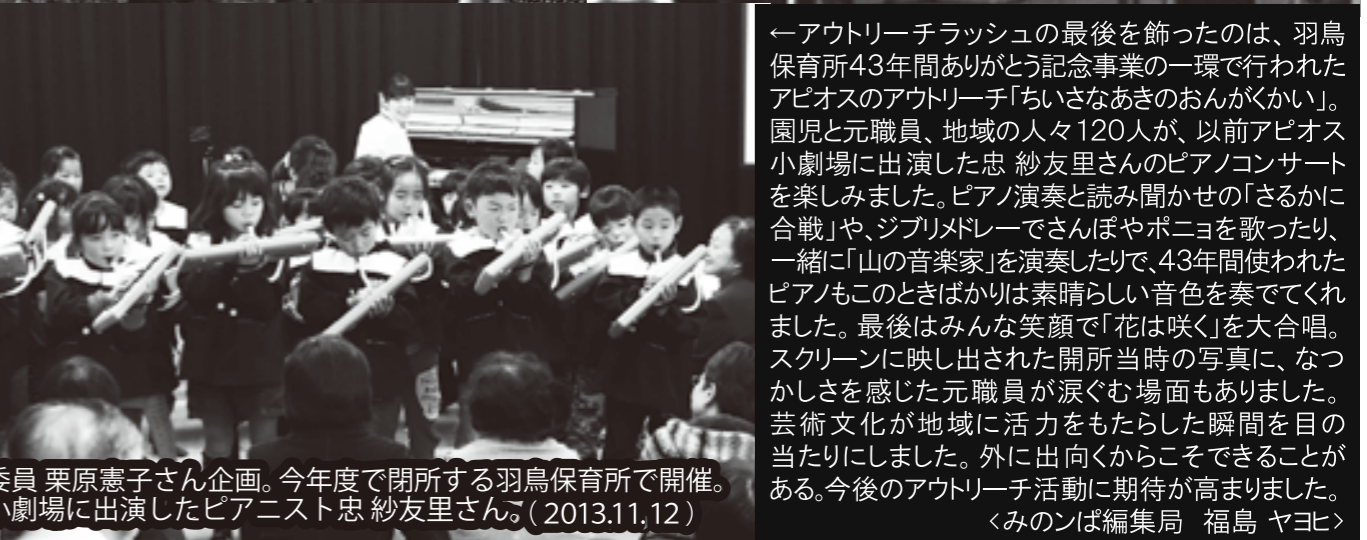 ←アウトリーチラッシュの最後を飾ったのは、羽鳥
保育所43年間ありがとう記念事業の一環で行われた
アピオスのアウトリーチ「ちいさなあきのおんがくかい」。
園児と元職員、地域の人々120人が、以前アピオス
小劇場に出演した忠 紗友里さんのピアノコンサート
を楽しみました。ピアノ演奏と読み聞かせの「さるかに
合戦」や、ジブリメドレーでさんぽやポニョを歌ったり、
一緒に「山の音楽家」を演奏したりで、43年間使われた
ピアノもこのときばかりは素晴らしい音色を奏でてくれ
ました。最後はみんな笑顔で「花は咲く」を大合唱。
スクリーンに映し出された開所当時の写真に、なつ
かしさを感じた元職員が涙ぐむ場面もありました。
芸術文化が地域に活力をもたらした瞬間を目の
当たりにしました。外に出向くからこそできることが
ある。今後のアウトリーチ活動に期待が高まりました。
<みのンぱ編集局 福島 ヤヨヒ>
委員 栗原憲子さん企画。今年度で閉所する羽鳥保育所で開催。
小劇場に出演したピアニスト忠 紗友里さん。(2013.11.12)